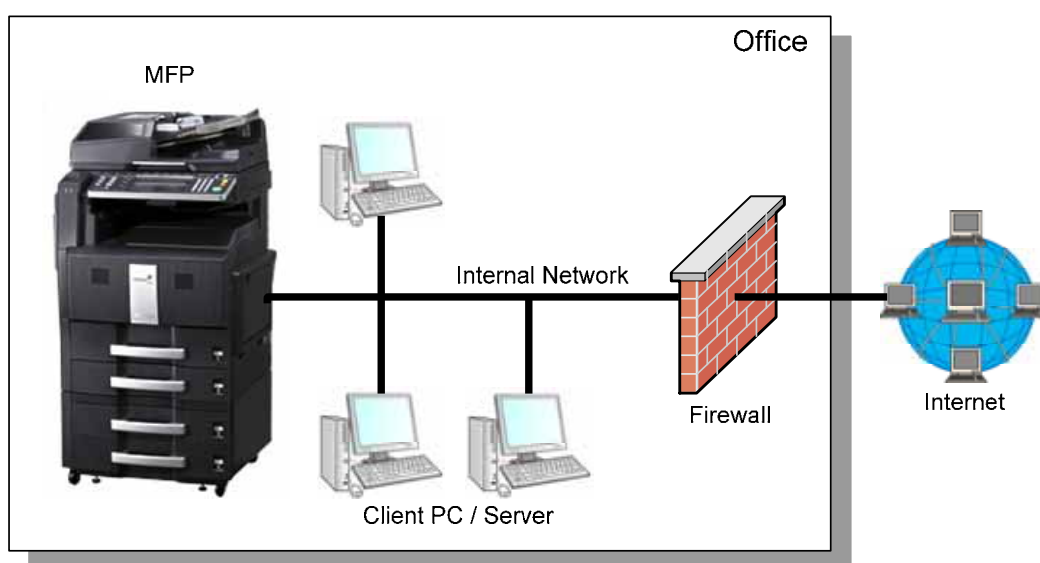 Office
MFP
Internal Network
Firewall
Internet
Client PC / Server